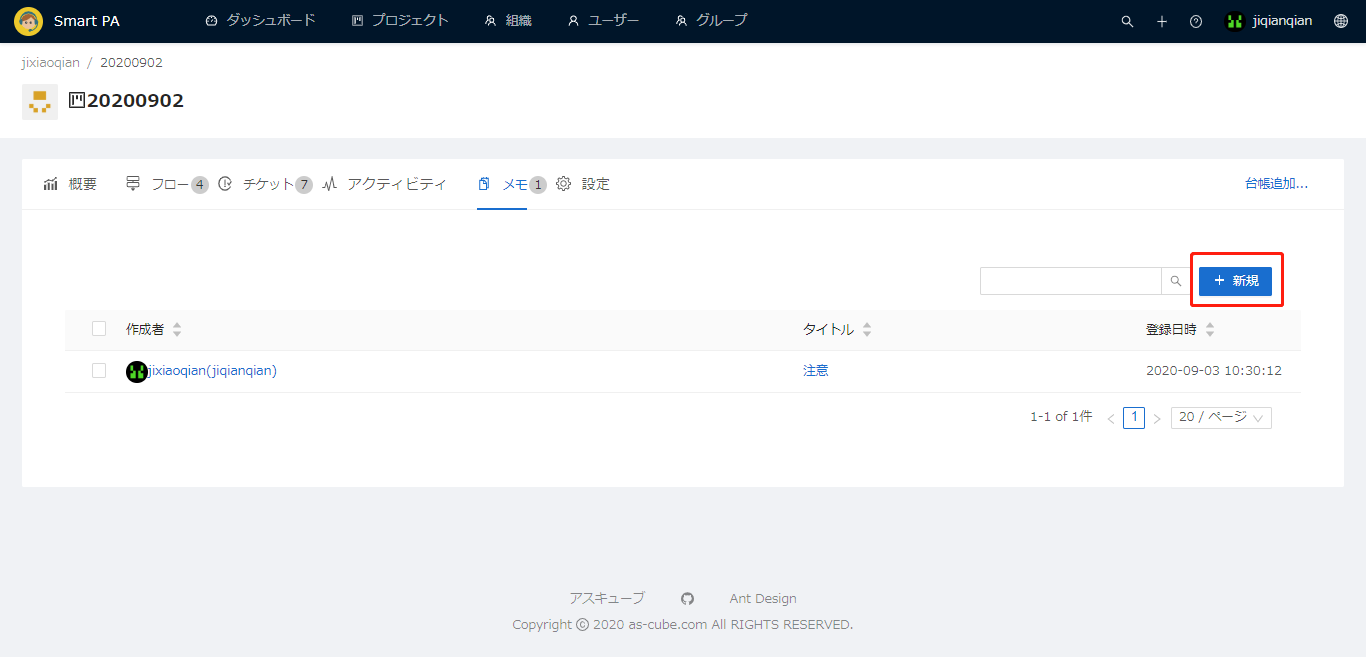 Smart PA ダッシュボード プロジェクト 組織 ユーザー グループ jiqianqian
jixiaoqian / 20200902
20200902
概要 フロー 4 チケット 7 アクティビティ メモ 1 設定 台帳追加...
+ 新規
作成者 タイトル 登録日時
jixiaoqian(jiqianqian) 注意 2020-09-03 10:30:12
1-1 of 1件 < 1 > 20 / ページ
アスキューブ Ant Design
Copyright © 2020 as-cube.com All RIGHTS RESERVED.